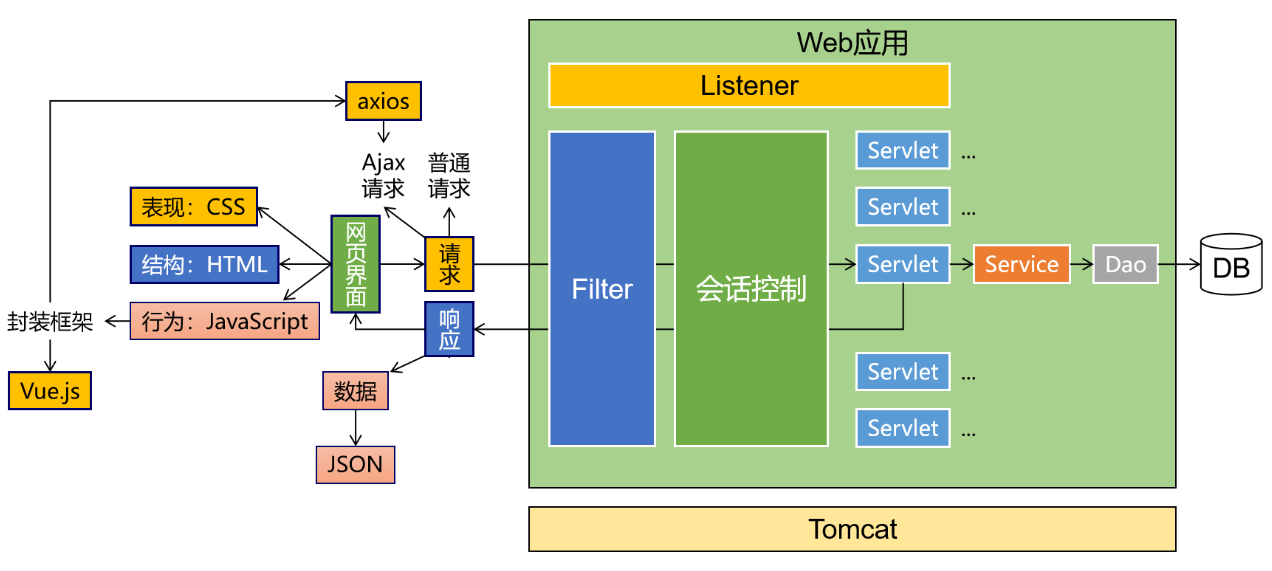 Web应用
Listener
axios
Ajax
请求
普通
请求
表现：CSS
结构：HTML
行为：JavaScript
封装框架
Vue.js
网
页
界
面
请
求
响
应
数据
JSON
Filter
会话控制
Servlet ...
Servlet ...
Servlet
Service
Dao
DB
Servlet ...
Servlet ...
Tomcat